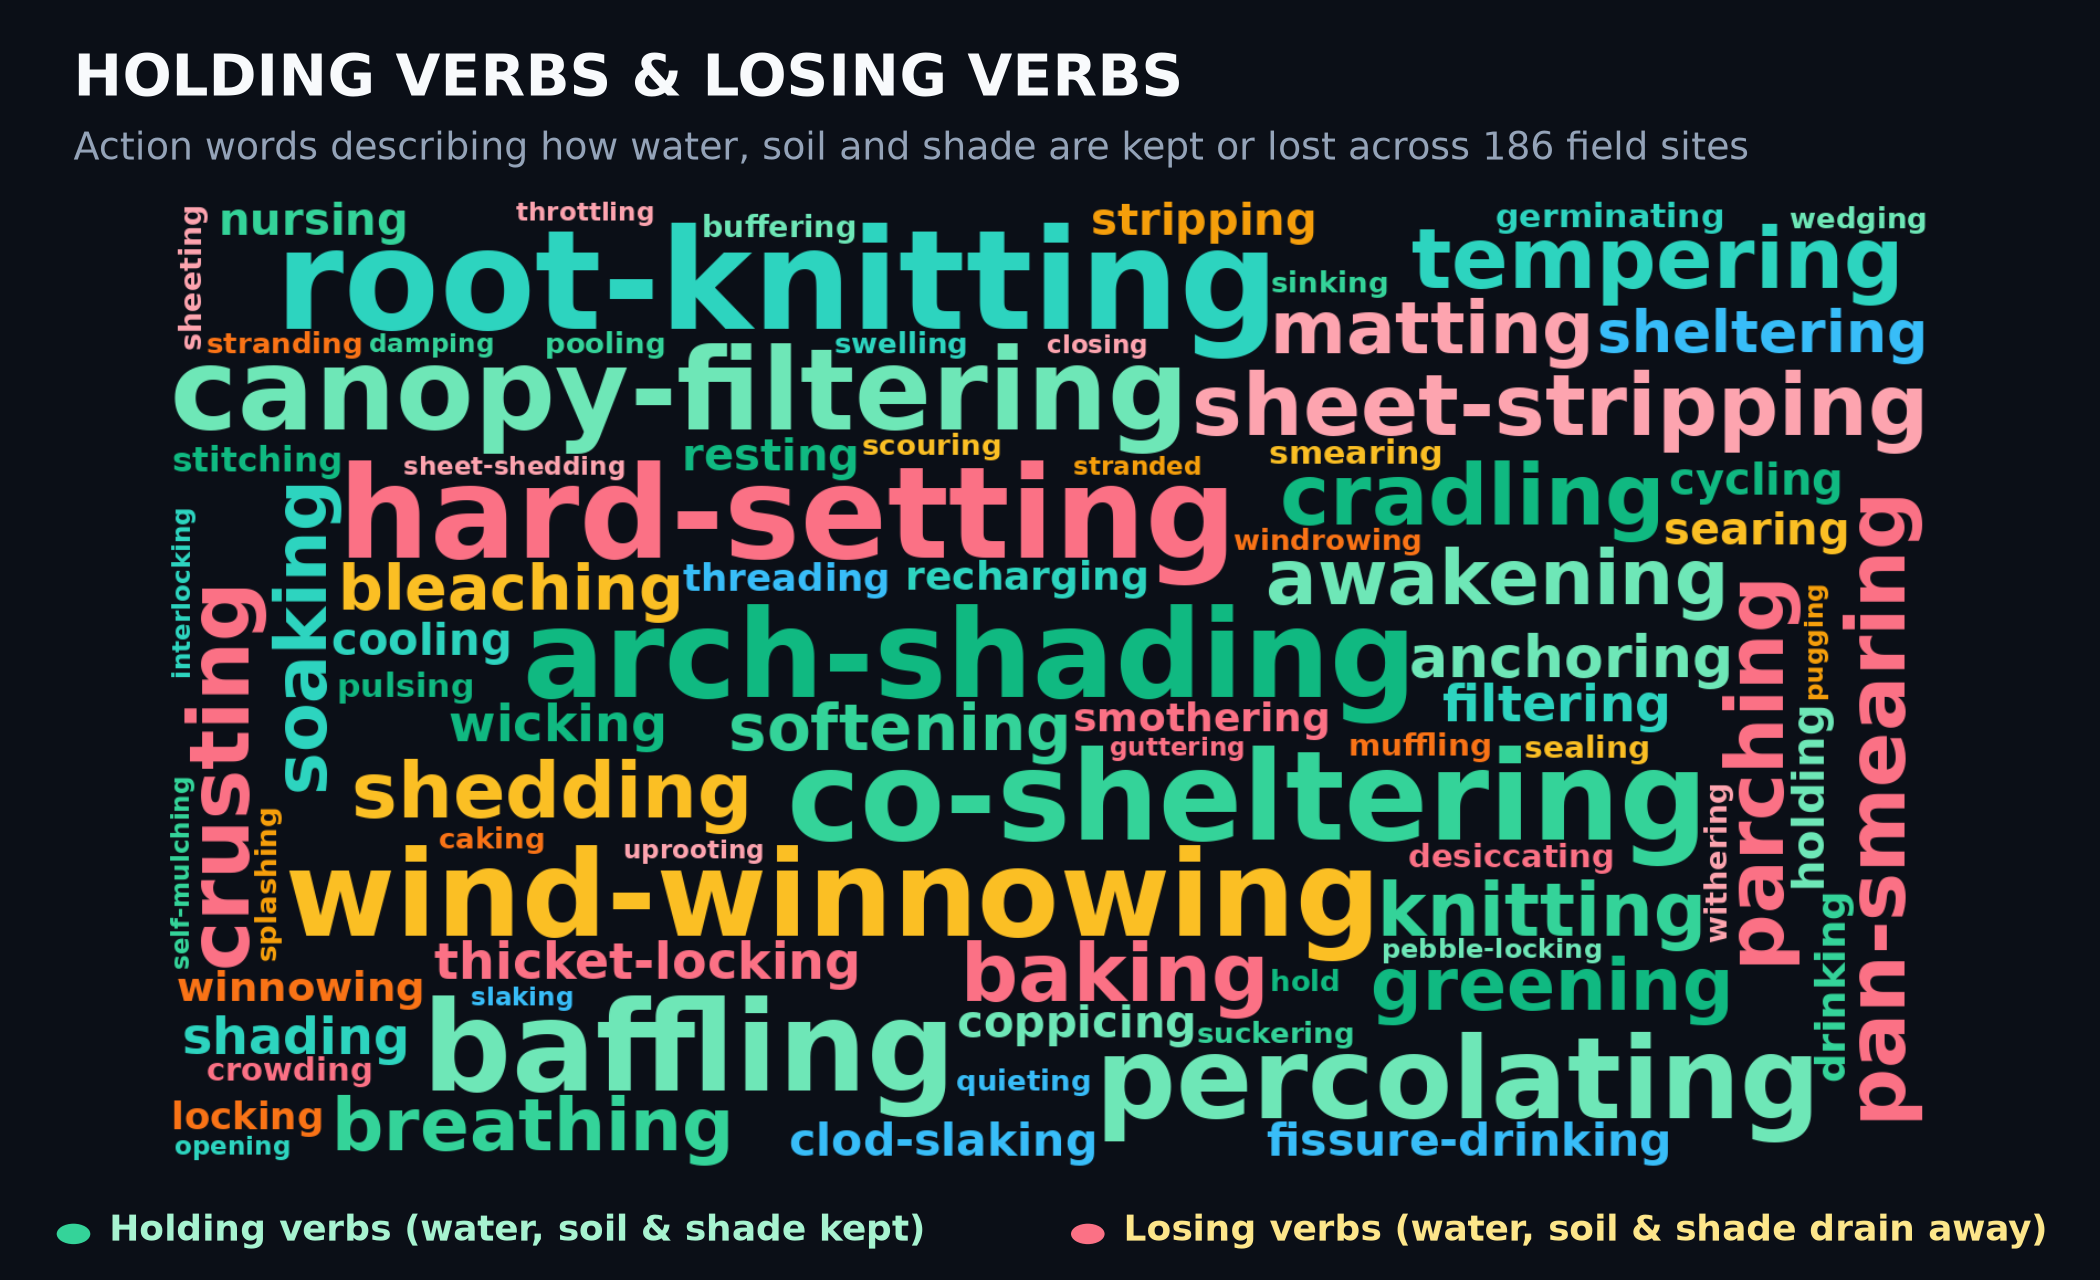 HOLDING VERBS & LOSING VERBS
Action words describing how water, soil and shade are kept or lost across 186 field sites
sheeting
nursing
throttling
buffering
stripping
germinating
wedging
root-knitting
tempering
sinking
matting
sheltering
stranding
damping
pooling
swelling
closing
canopy-filtering
sheet-stripping
stitching
sheet-shedding
resting
scouring
stranded
smearing
hard-setting
cradling
cycling
interlocking
soaking
windrowing
searing
bleaching
threading
recharging
awakening
crusting
cooling
arch-shading
anchoring
parching
pugging
pan-smearing
pulsing
filtering
wicking
softening
smothering
guttering
muffling
sealing
holding
shedding
co-sheltering
self-mulching
splashing
caking
uprooting
desiccating
withering
wind-winnowing
knitting
thicket-locking
baking
pebble-locking
winnowing
slaking
hold
greening
drinking
shading
baffling
coppicing
suckering
crowding
quieting
percolating
locking
breathing
opening
clod-slaking
fissure-drinking
Holding verbs (water, soil & shade kept)
Losing verbs (water, soil & shade drain away)